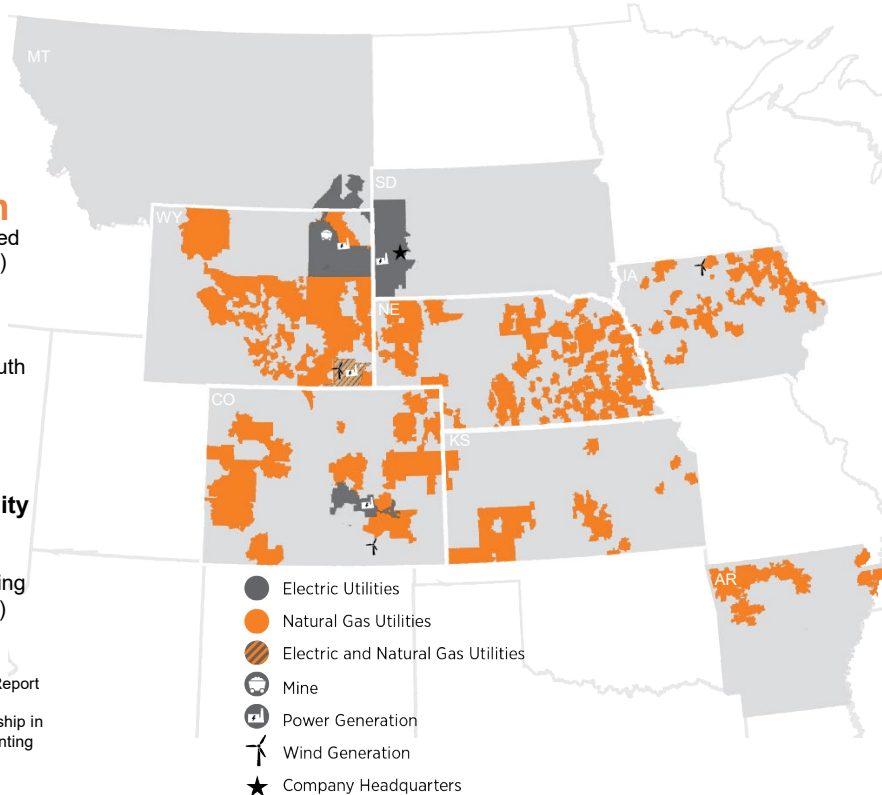 n
ed
)
uth
ity
ing
)
Report
ship in
nting
MT
SD
WY
IA
NE
CO
KS
AR
Electric Utilities
Natural Gas Utilities
Electric and Natural Gas Utilities
Mine
Power Generation
Wind Generation
Company Headquarters